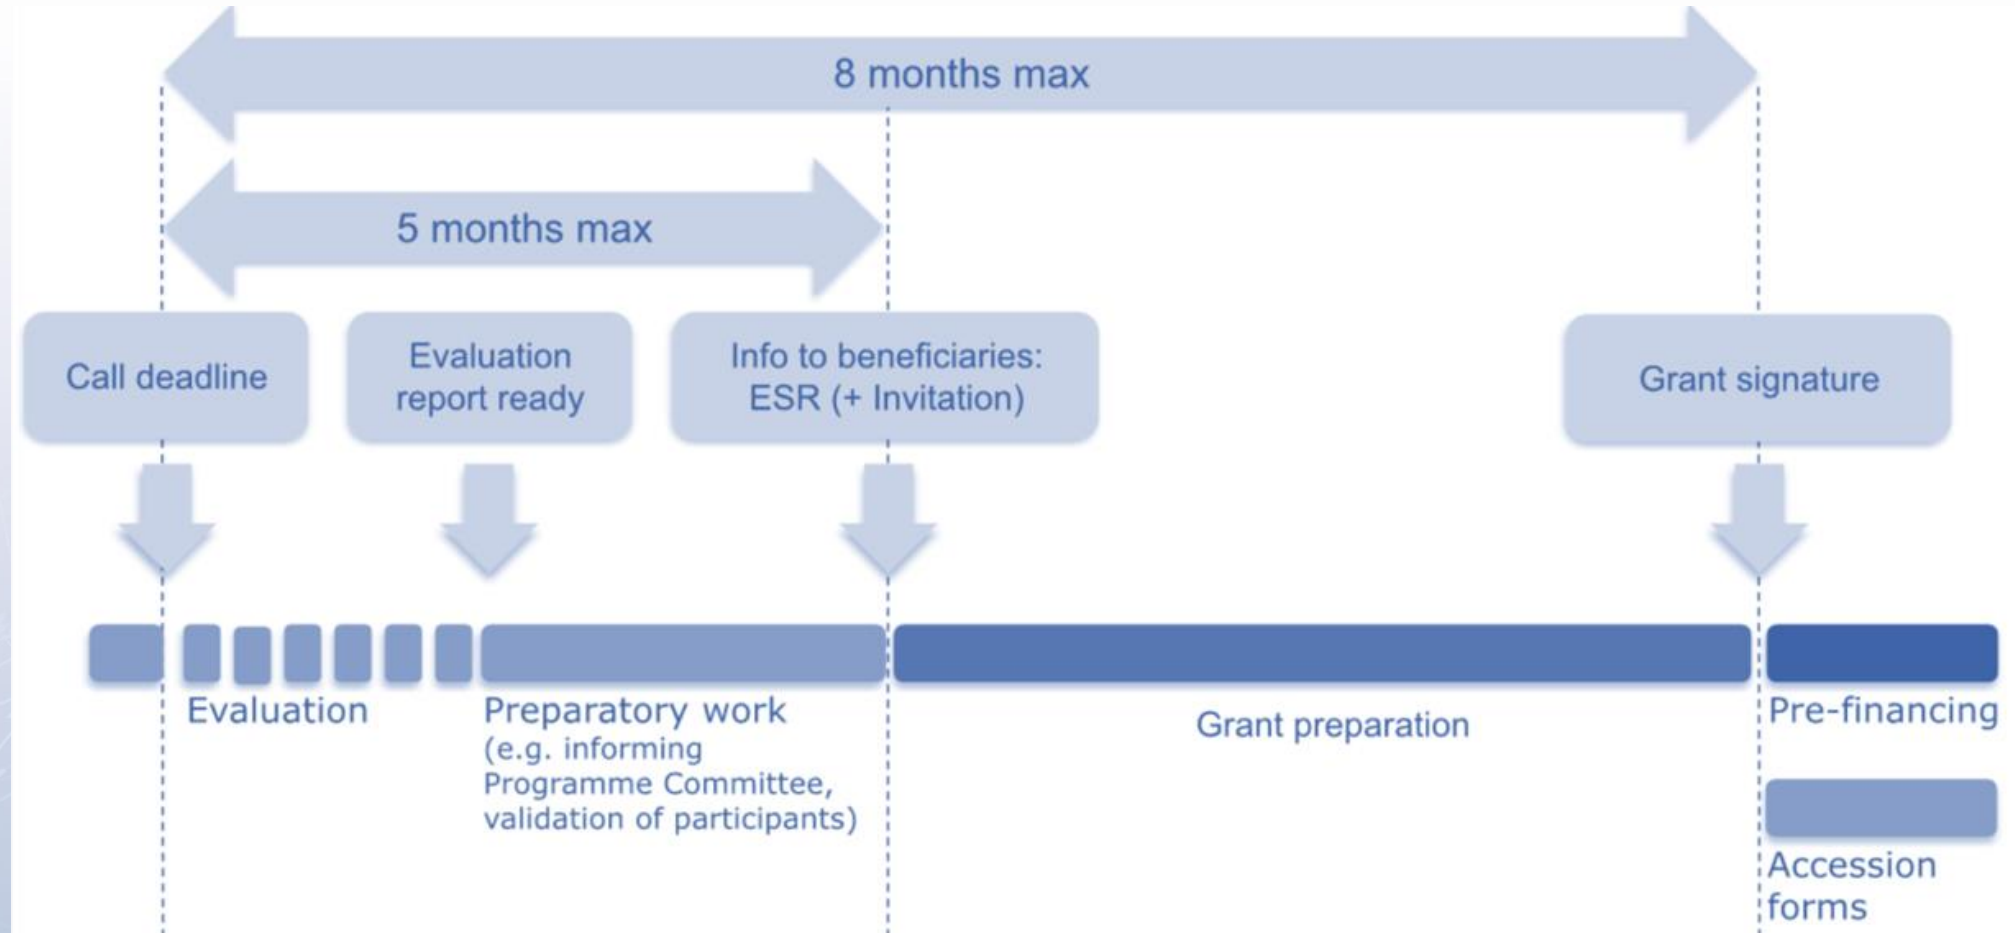 8 months max
5 months max
Call deadline
Evaluation
report ready
Info to beneficiaries:
ESR (+ Invitation)
Grant signature
Evaluation
Preparatory work
(e.g. informing
Programme Committee,
validation of participants)
Grant preparation
Pre-financing
Accession
forms